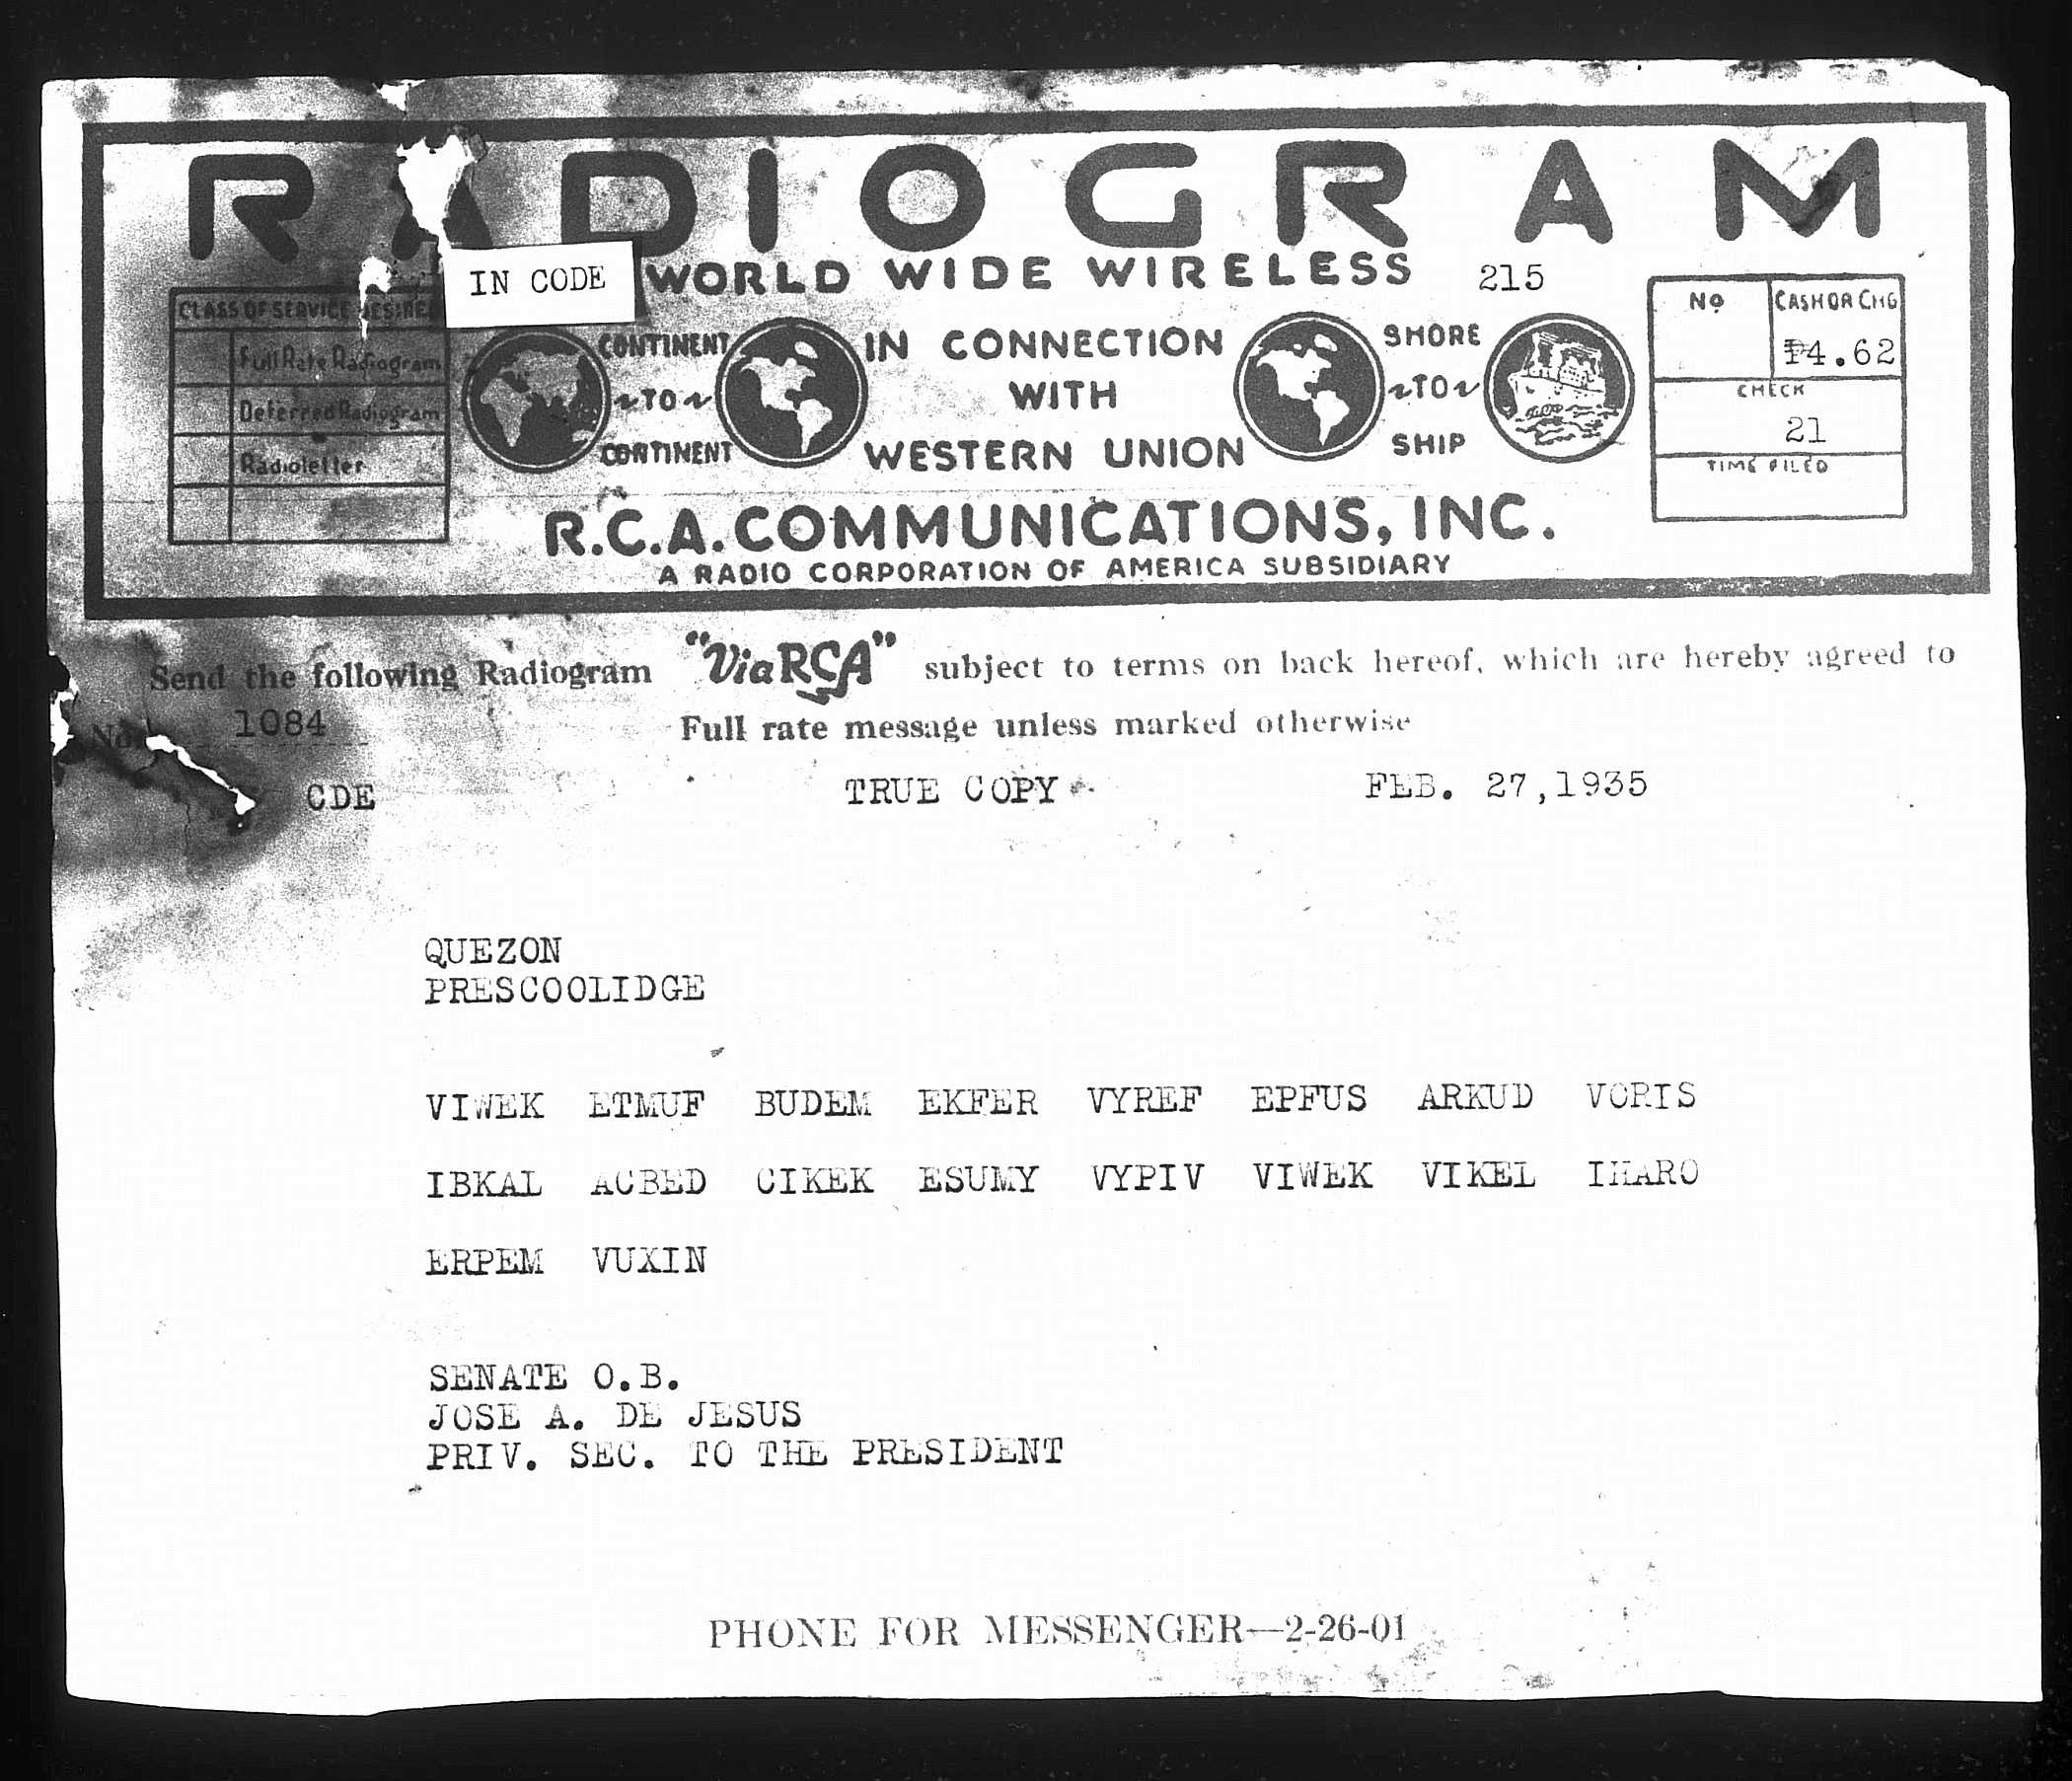 RADIOGRAM
IN CODE
WORLD WIDE WIRELESS 215
CLASS OF SERVICE DESIRED
Full Rate Radiogram
Deferred Radiogram
Radioletter
CONTINENT
~TO~
CONTINENT
IN CONNECTION
WITH
WESTERN UNION
SHORE
~TO~
SHIP
No CASH OR CHG
₱4.62
CHECK
21
TIME FILED
R.C.A. COMMUNICATIONS, INC.
A RADIO CORPORATION OF AMERICA SUBSIDIARY
Send the following Radiogram "Via RCA" subject to terms on back hereof, which are hereby agreed to
No. 1084 Full rate message unless marked otherwise
CDE TRUE COPY FEB. 27,1935
QUEZON
PRESCOOLIDGE
VIWEK ETMUF BUDEM EKFER VYREF EPFUS ARKUD VORIS
IBKAL ACBED CIKEK ESUMY VYPIV VIWEK VIKEL IHARO
ERPEM VUXIN
SENATE O.B.
JOSE A. DE JESUS
PRIV. SEC. TO THE PRESIDENT
PHONE FOR MESSENGER—2-26-01